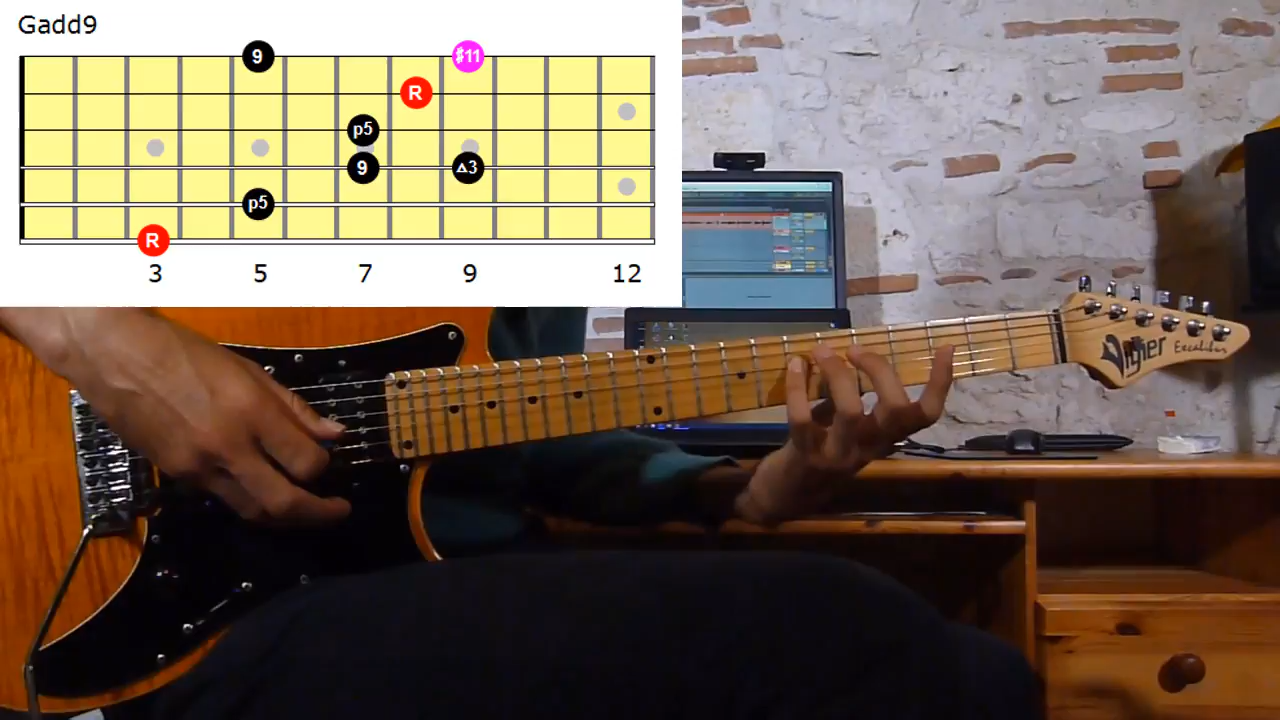 Gadd9
9 #11
R
p5
9 Δ3
p5
R
3 5 7 9 12
Vigier Excalibur